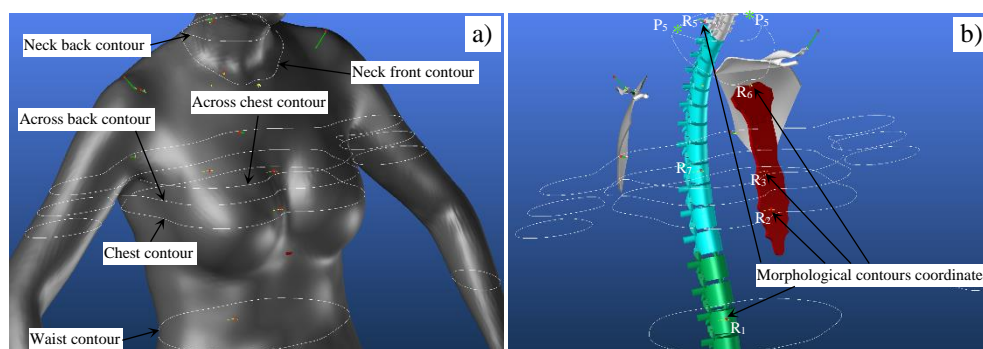 a)
Neck back contour
Neck front contour
Across chest contour
Across back contour
Chest contour
Waist contour
b)
P5
R5
P5
R6
R7
R3
R2
Morphological contours coordinate
R1